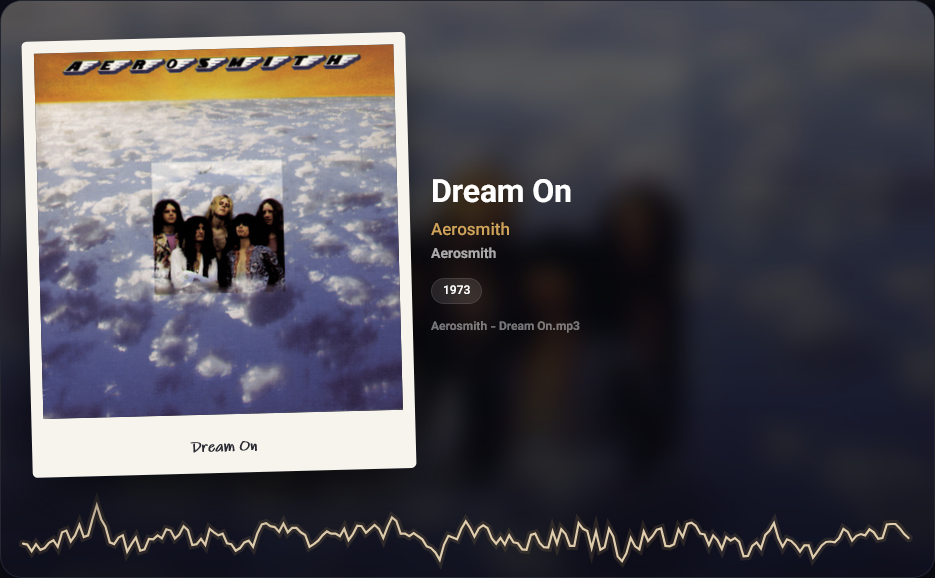 AEROSMITH
Dream On
Dream On
Aerosmith
Aerosmith
1973
Aerosmith - Dream On.mp3